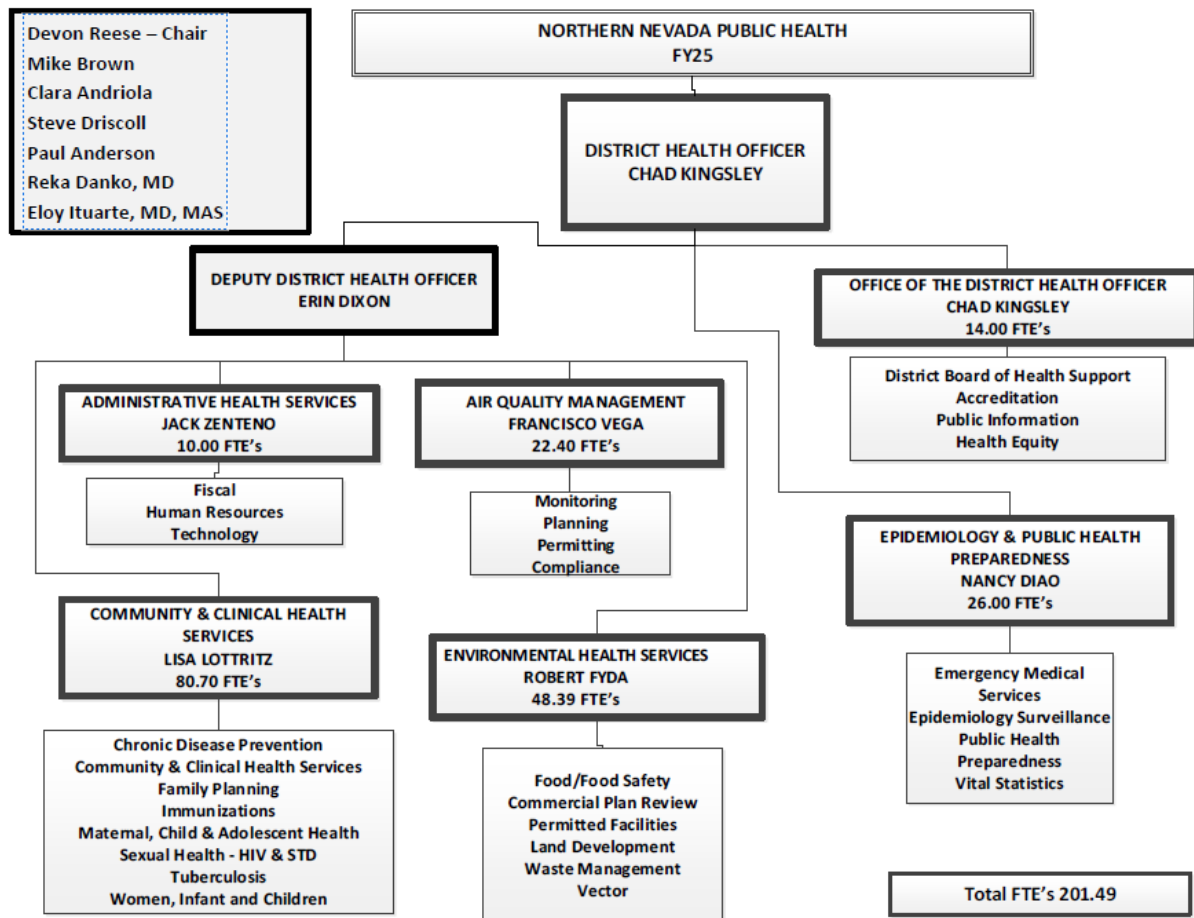 Devon Reese – Chair
Mike Brown
Clara Andriola
Steve Driscoll
Paul Anderson
Reka Danko, MD
Eloy Ituarte, MD, MAS
NORTHERN NEVADA PUBLIC HEALTH
FY25
DISTRICT HEALTH OFFICER
CHAD KINGSLEY
DEPUTY DISTRICT HEALTH OFFICER
ERIN DIXON
OFFICE OF THE DISTRICT HEALTH OFFICER
CHAD KINGSLEY
14.00 FTE's
District Board of Health Support
Accreditation
Public Information
Health Equity
ADMINISTRATIVE HEALTH SERVICES
JACK ZENTENO
10.00 FTE's
Fiscal
Human Resources
Technology
AIR QUALITY MANAGEMENT
FRANCISCO VEGA
22.40 FTE's
Monitoring
Planning
Permitting
Compliance
EPIDEMIOLOGY & PUBLIC HEALTH
PREPAREDNESS
NANCY DIAO
26.00 FTE's
Emergency Medical
Services
Epidemiology Surveillance
Public Health
Preparedness
Vital Statistics
COMMUNITY & CLINICAL HEALTH
SERVICES
LISA LOTTRITZ
80.70 FTE's
Chronic Disease Prevention
Community & Clinical Health Services
Family Planning
Immunizations
Maternal, Child & Adolescent Health
Sexual Health - HIV & STD
Tuberculosis
Women, Infant and Children
ENVIRONMENTAL HEALTH SERVICES
ROBERT FYDA
48.39 FTE's
Food/Food Safety
Commercial Plan Review
Permitted Facilities
Land Development
Waste Management
Vector
Total FTE's 201.49